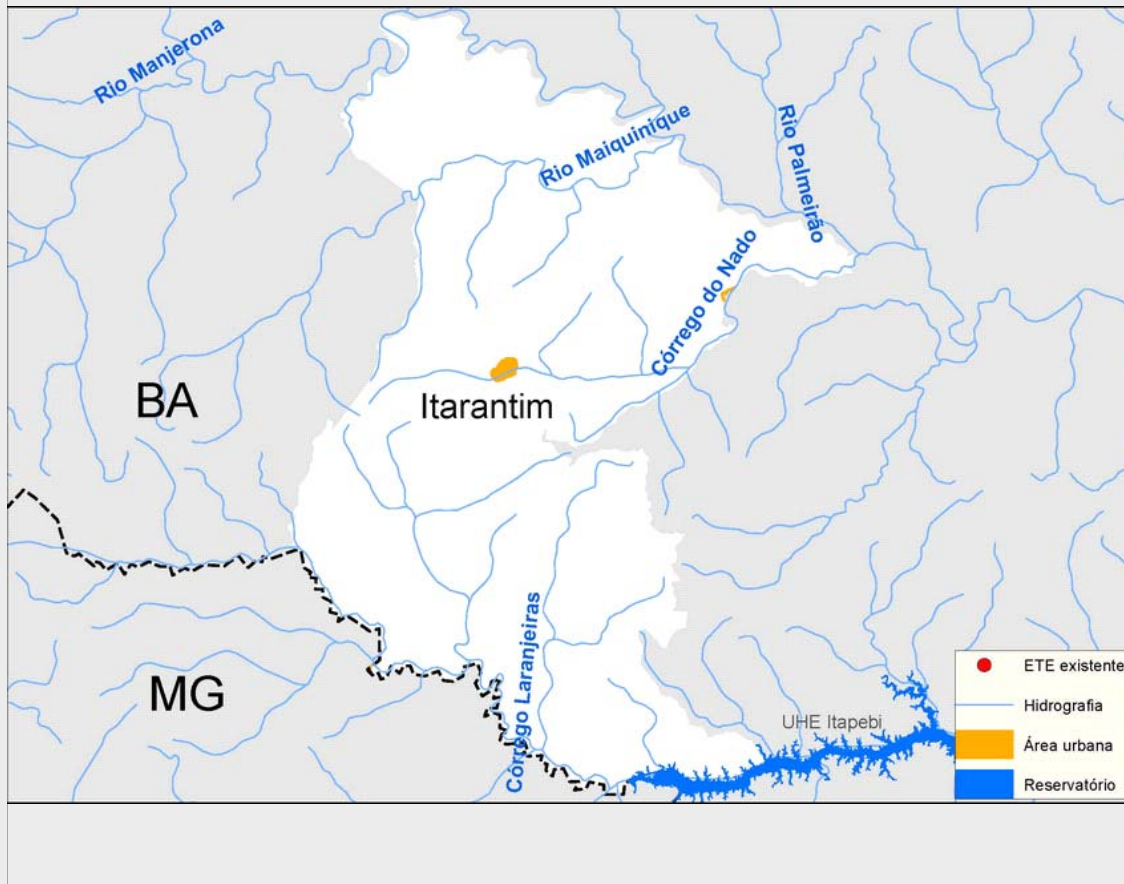 Rio Manjerona
Rio Maiquinique
Rio Palmeirão
Córrego do Nado
BA
Itarantim
MG
Córrego Laranjeiras
UHE Itapebi
ETE existente
Hidrografia
Área urbana
Reservatório